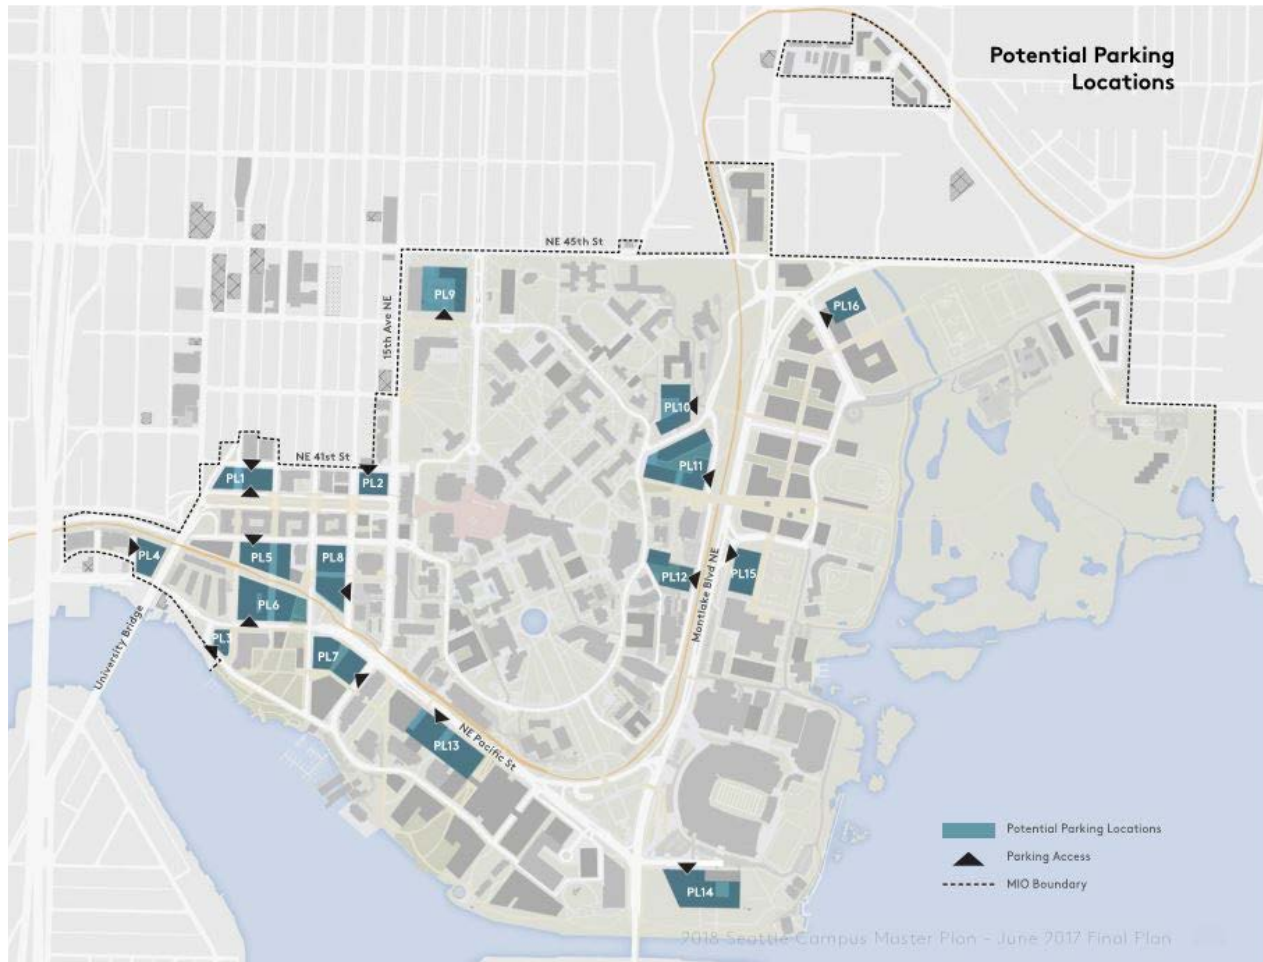 Potential Parking
Locations
NE 45th St
15th Ave NE
PL9
PL16
PL10
NE 41st St
PL1
PL2
PL11
PL4
PL5
PL8
PL12
PL15
PL6
Montlake Blvd NE
University Bridge
PL3
PL7
PL13
NE Pacific St
Potential Parking Locations
Parking Access
MIO Boundary
PL14
2018 Seattle Campus Master Plan - June 2017 Final Plan